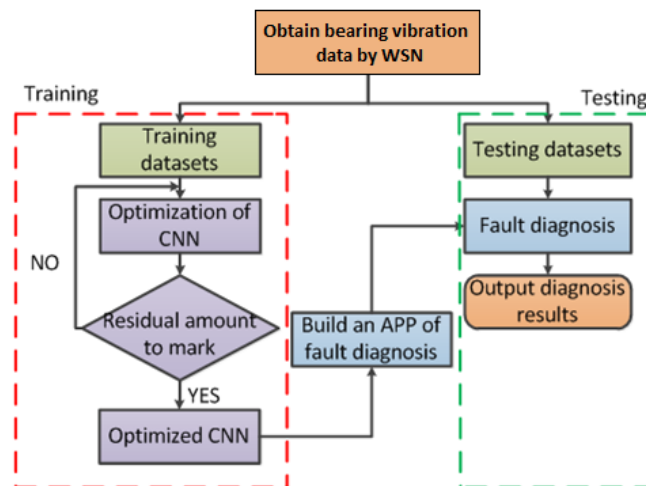 Obtain bearing vibration
data by WSN
Training
Testing
Training
datasets
Testing datasets
Optimization of
CNN
Fault diagnosis
NO
Residual amount
to mark
Build an APP of
fault diagnosis
Output diagnosis
results
YES
Optimized CNN